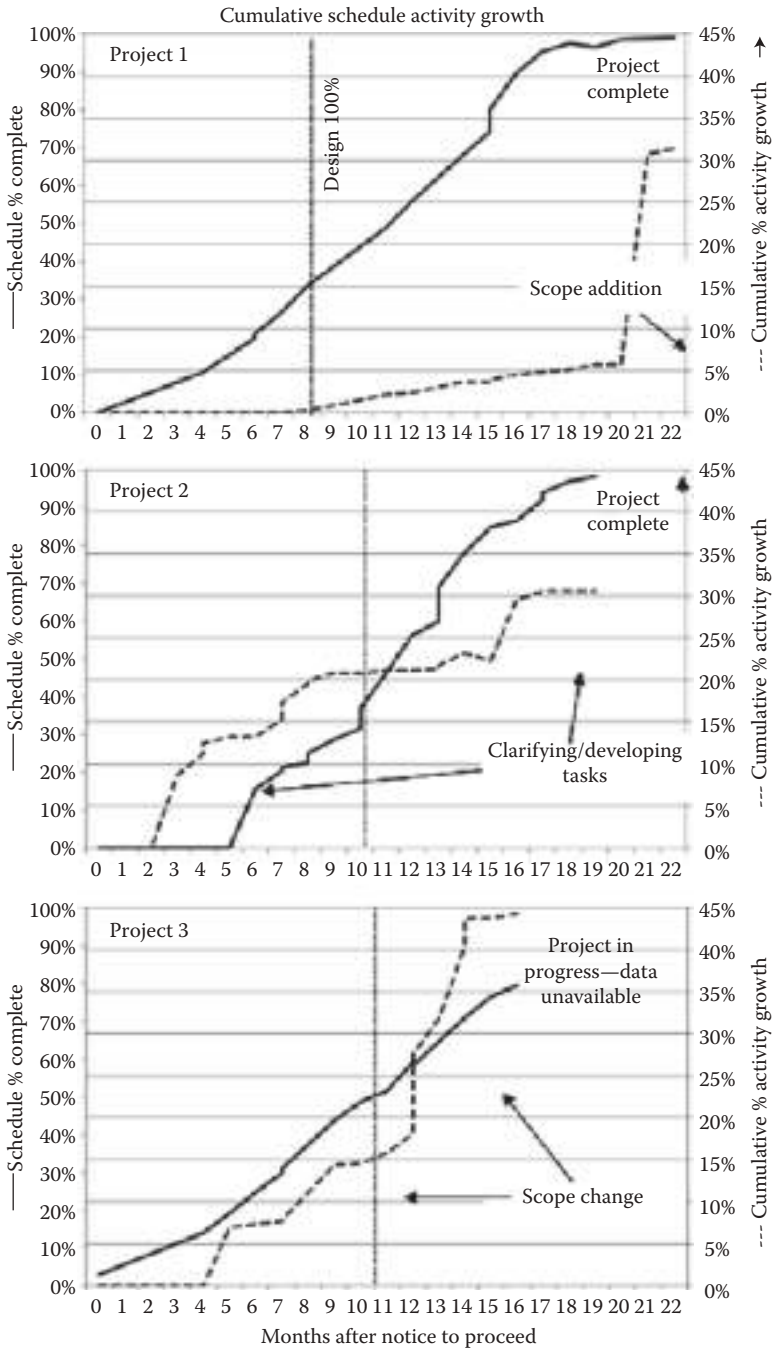 Cumulative schedule activity growth
Project 1
100%
90%
80%
70%
60%
50%
40%
30%
20%
10%
0%
Schedule % complete
Design 100%
Project
complete
Scope addition
45%
40%
35%
30%
25%
20%
15%
10%
5%
0%
--- Cumulative % activity growth
0 1 2 3 4 5 6 7 8 9 10 11 12 13 14 15 16 17 18 19 20 21 22
Project 2
100%
90%
80%
70%
60%
50%
40%
30%
20%
10%
0%
Schedule % complete
Project
complete
Clarifying/developing
tasks
45%
40%
35%
30%
25%
20%
15%
10%
5%
0%
--- Cumulative % activity growth
0 1 2 3 4 5 6 7 8 9 10 11 12 13 14 15 16 17 18 19 20 21 22
Project 3
100%
90%
80%
70%
60%
50%
40%
30%
20%
10%
0%
Schedule % complete
Project in
progress—data
unavailable
Scope change
45%
40%
35%
30%
25%
20%
15%
10%
5%
0%
--- Cumulative % activity growth
0 1 2 3 4 5 6 7 8 9 10 11 12 13 14 15 16 17 18 19 20 21 22
Months after notice to proceed